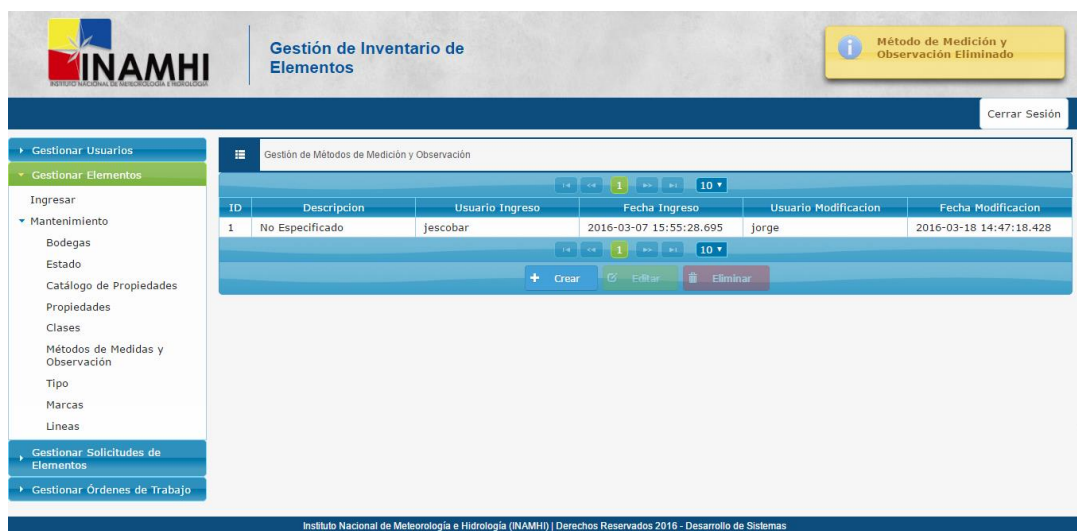 INAMHI
INSTITUTO NACIONAL DE METEOROLOGÍA E HIDROLOGÍA
Gestión de Inventario de
Elementos
Método de Medición y
Observación Eliminado
Cerrar Sesión
Gestionar Usuarios
Gestionar Elementos
Ingresar
Mantenimiento
Bodegas
Estado
Catálogo de Propiedades
Propiedades
Clases
Métodos de Medidas y
Observación
Tipo
Marcas
Lineas
Gestionar Solicitudes de
Elementos
Gestionar Órdenes de Trabajo
Gestión de Métodos de Medición y Observación
1 10
ID Descripcion Usuario Ingreso Fecha Ingreso Usuario Modificacion Fecha Modificacion
1 No Especificado jescobar 2016-03-07 15:55:28.695 jorge 2016-03-18 14:47:18.428
1 10
Crear Editar Eliminar
Instituto Nacional de Meteorología e Hidrología (INAMHI) | Derechos Reservados 2016 - Desarrollo de Sistemas